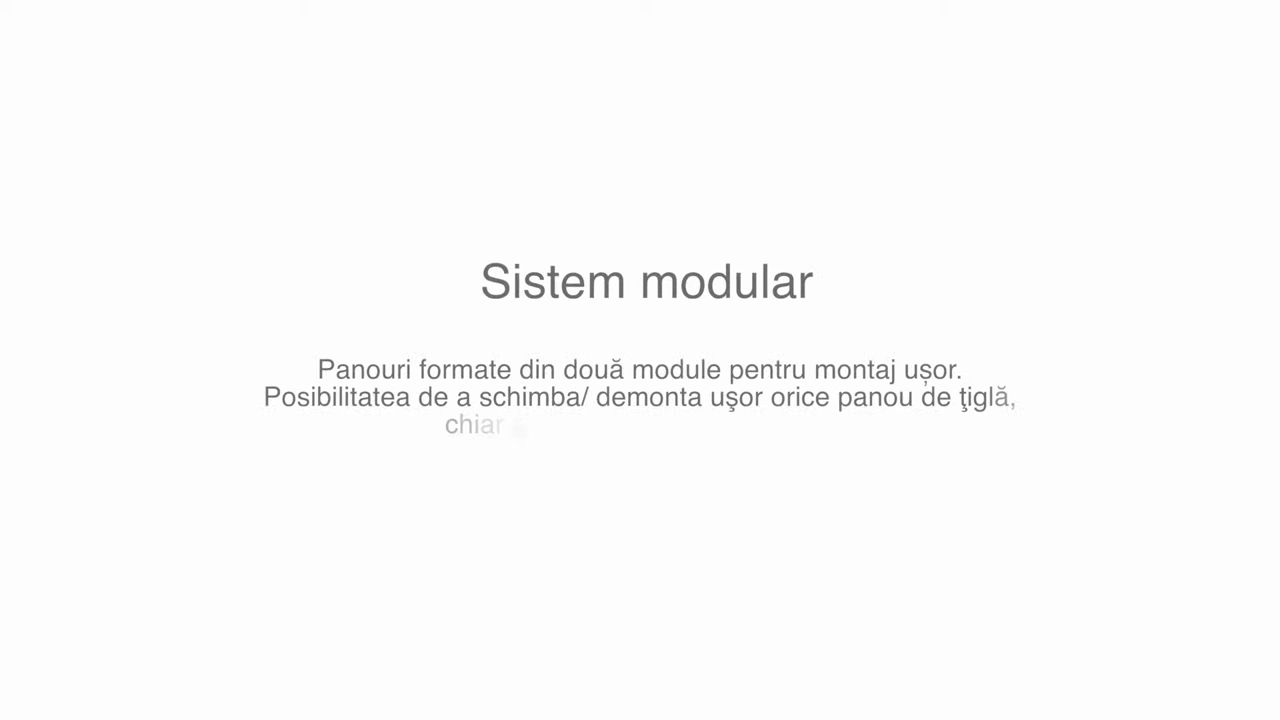 Sistem modular
Panouri formate din două module pentru montaj ușor.
Posibilitatea de a schimba/ demonta uşor orice panou de ţiglă,
chiar